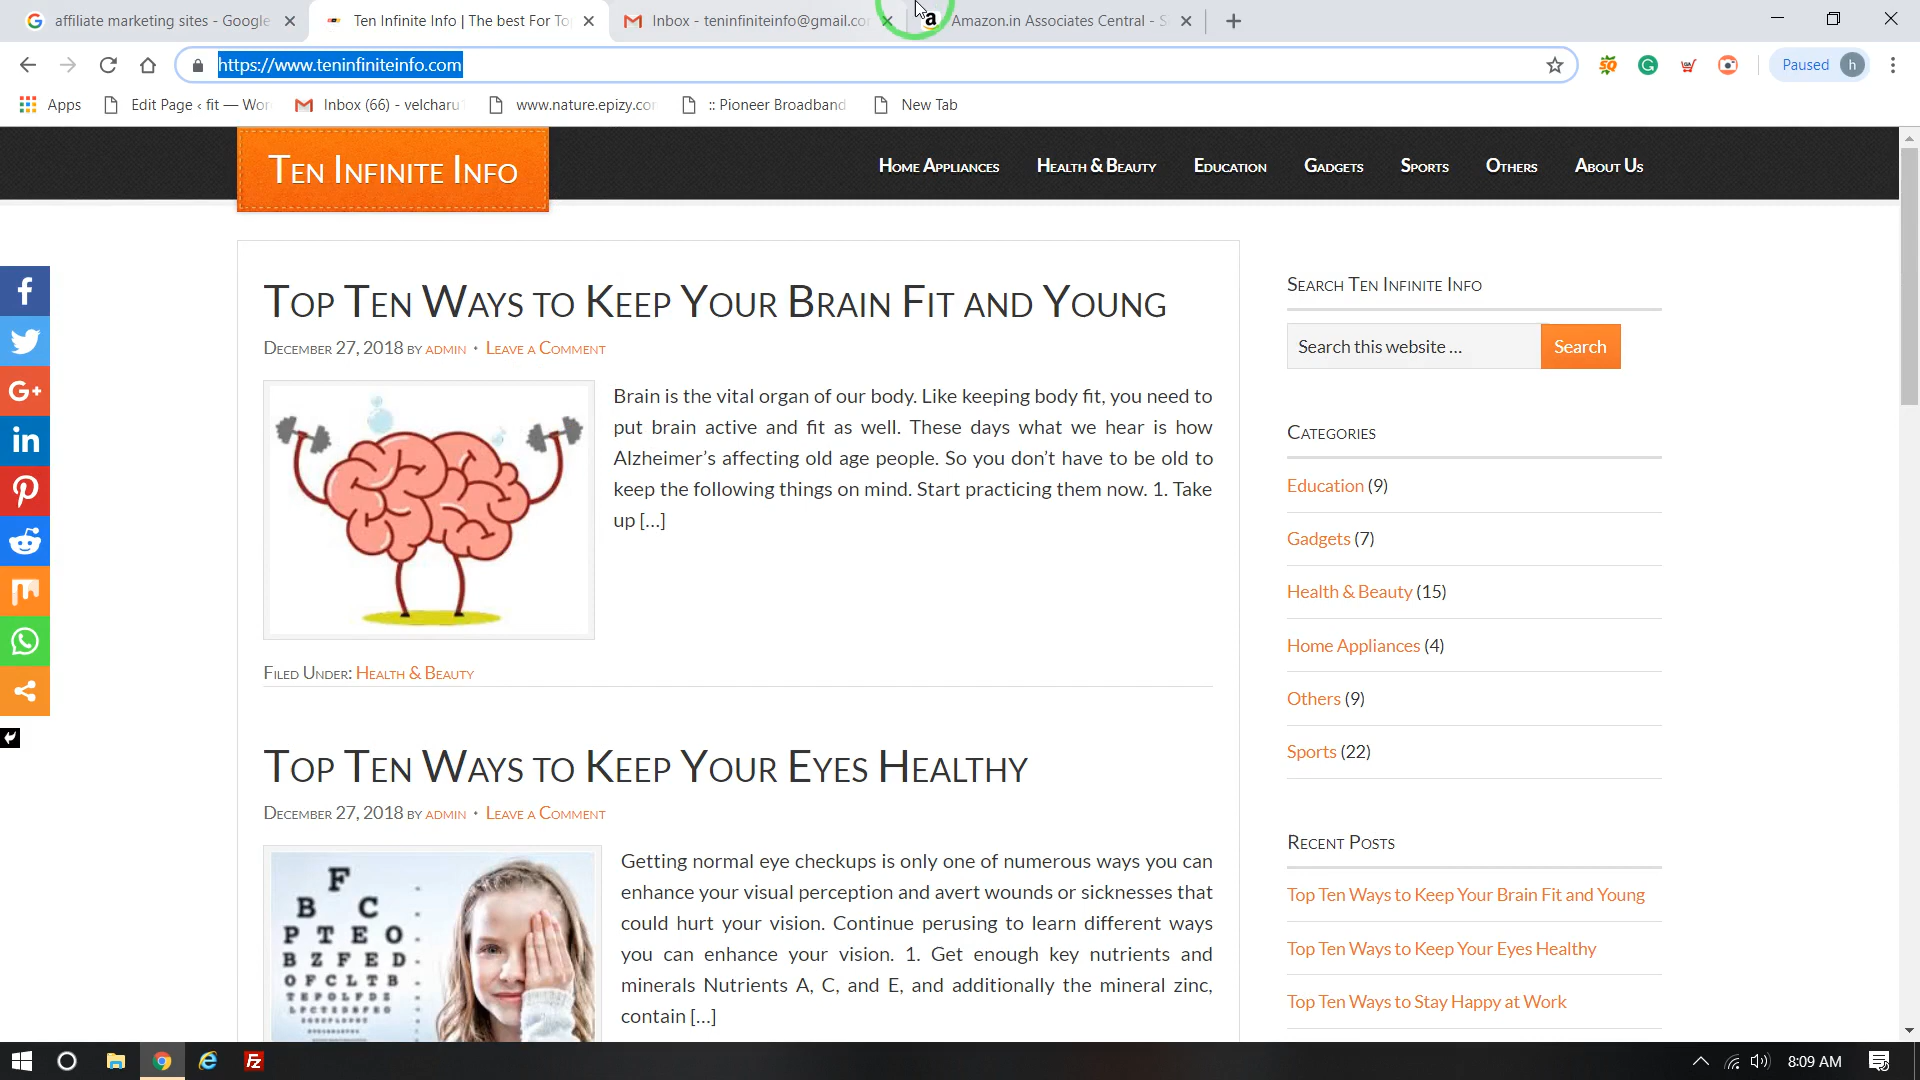 affiliate marketing sites - Google
Ten Infinite Info | The best For To
Inbox - teninfiniteinfo@gmail.co
Amazon.in Associates Central - S
https://www.teninfiniteinfo.com
Paused h
Apps
Edit Page ‹ fit — Wor
Inbox (66) - velcharu
www.nature.epizy.co
:: Pioneer Broadband
New Tab
Ten Infinite Info
Home Appliances
Health & Beauty
Education
Gadgets
Sports
Others
About Us
Top Ten Ways to Keep Your Brain Fit and Young
December 27, 2018 by admin · Leave a Comment
Brain is the vital organ of our body. Like keeping body fit, you need to
put brain active and fit as well. These days what we hear is how
Alzheimer’s affecting old age people. So you don’t have to be old to
keep the following things on mind. Start practicing them now. 1. Take
up […]
Filed Under: Health & Beauty
Top Ten Ways to Keep Your Eyes Healthy
December 27, 2018 by admin · Leave a Comment
F
B C
P T E O
B Z F E D
O F C L T B
T E P O L F D Z
Getting normal eye checkups is only one of numerous ways you can
enhance your visual perception and avert wounds or sicknesses that
could hurt your vision. Continue perusing to learn different ways
you can enhance your vision. 1. Get enough key nutrients and
minerals Nutrients A, C, and E, and additionally the mineral zinc,
contain […]
Search Ten Infinite Info
Search this website …
Search
Categories
Education (9)
Gadgets (7)
Health & Beauty (15)
Home Appliances (4)
Others (9)
Sports (22)
Recent Posts
Top Ten Ways to Keep Your Brain Fit and Young
Top Ten Ways to Keep Your Eyes Healthy
Top Ten Ways to Stay Happy at Work
8:09 AM